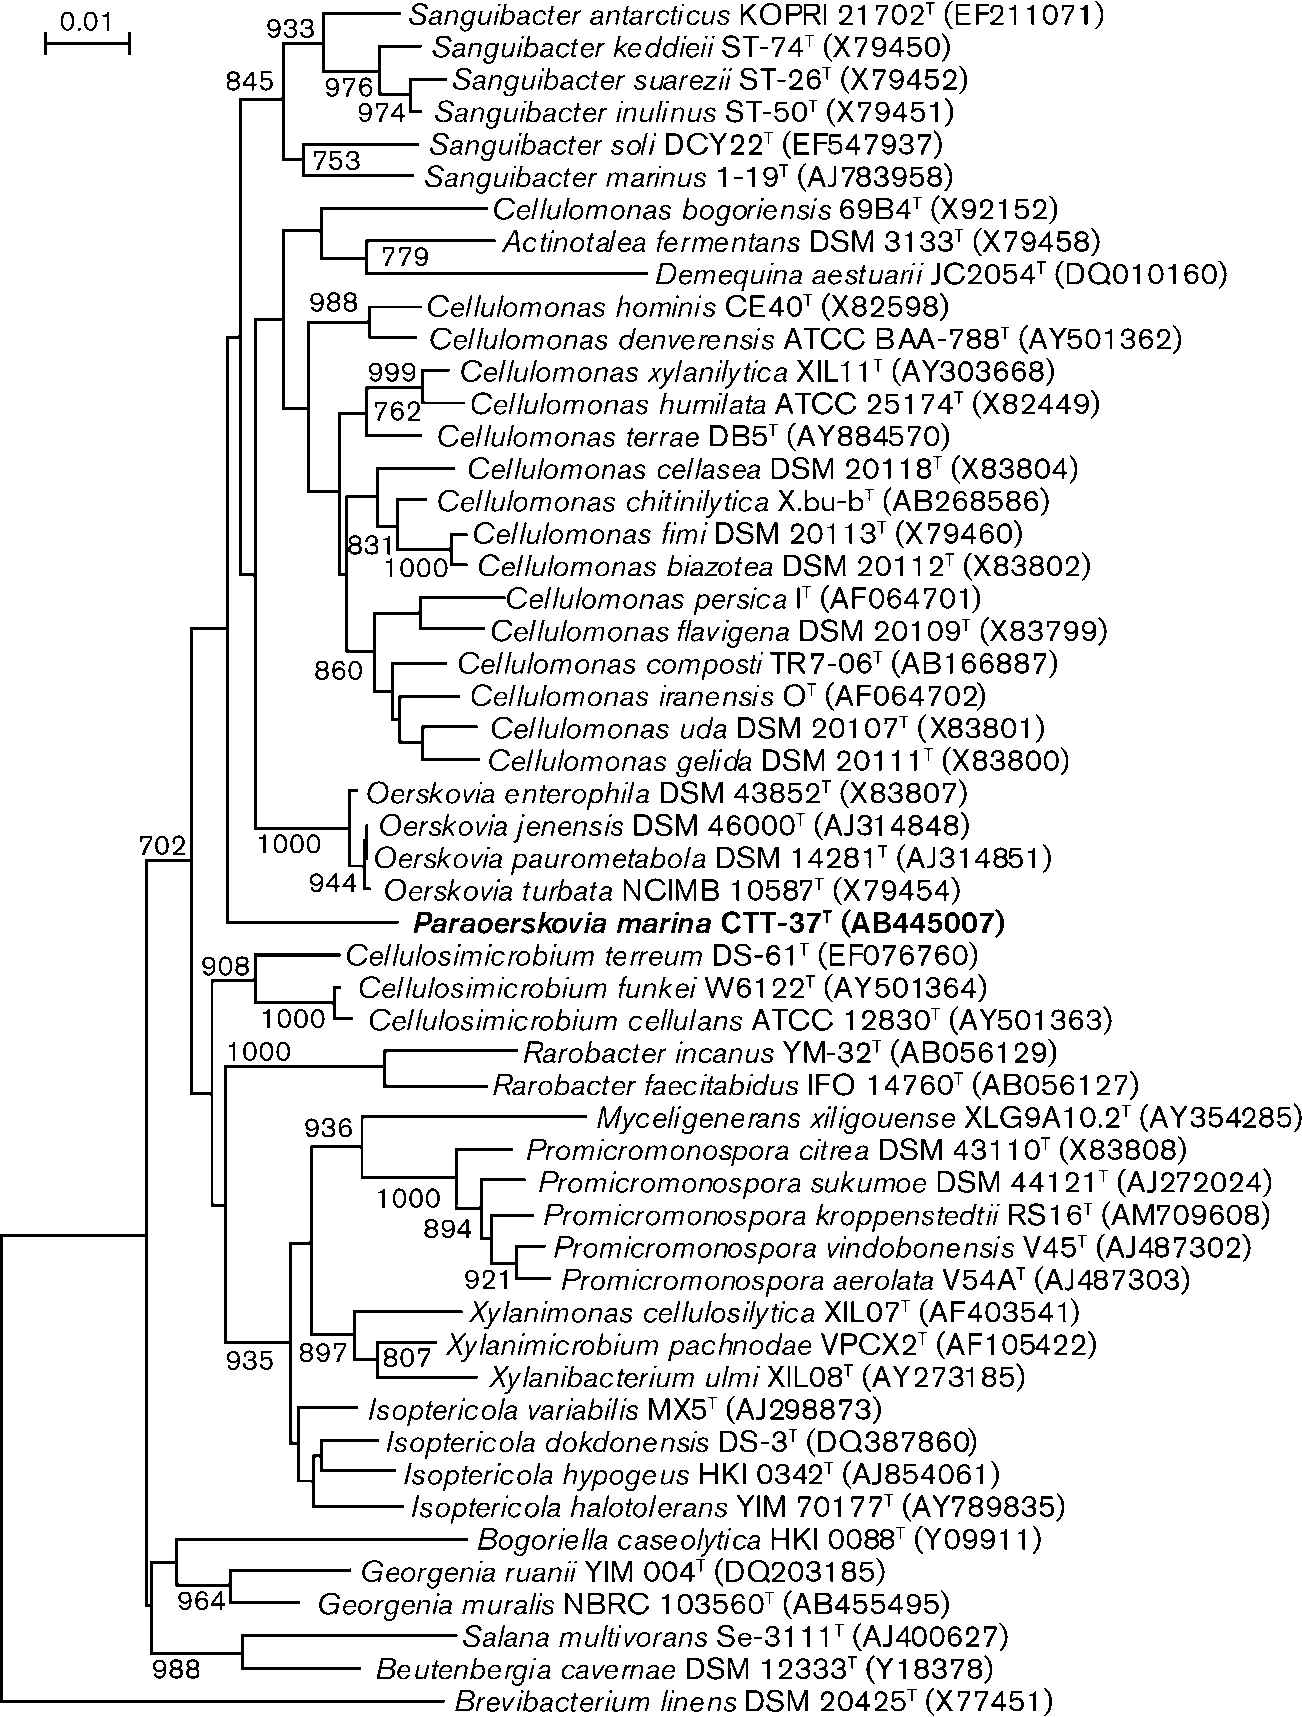 0.01
933
Sanguibacter antarcticus KOPRI 21702ᵀ (EF211071)
Sanguibacter keddieii ST-74ᵀ (X79450)
845
976
Sanguibacter suarezii ST-26ᵀ (X79452)
974
Sanguibacter inulinus ST-50ᵀ (X79451)
Sanguibacter soli DCY22ᵀ (EF547937)
753
Sanguibacter marinus 1-19ᵀ (AJ783958)
Cellulomonas bogoriensis 69B4ᵀ (X92152)
Actinotalea fermentans DSM 3133ᵀ (X79458)
779
Demequina aestuarii JC2054ᵀ (DQ010160)
988
Cellulomonas hominis CE40ᵀ (X82598)
Cellulomonas denverensis ATCC BAA-788ᵀ (AY501362)
999
Cellulomonas xylanilytica XIL11ᵀ (AY303668)
762
Cellulomonas humilata ATCC 25174ᵀ (X82449)
Cellulomonas terrae DB5ᵀ (AY884570)
Cellulomonas cellasea DSM 20118ᵀ (X83804)
Cellulomonas chitinilytica X.bu-bᵀ (AB268586)
Cellulomonas fimi DSM 20113ᵀ (X79460)
831
1000
Cellulomonas biazotea DSM 20112ᵀ (X83802)
Cellulomonas persica Iᵀ (AF064701)
Cellulomonas flavigena DSM 20109ᵀ (X83799)
860
Cellulomonas composti TR7-06ᵀ (AB166887)
Cellulomonas iranensis Oᵀ (AF064702)
Cellulomonas uda DSM 20107ᵀ (X83801)
Cellulomonas gelida DSM 20111ᵀ (X83800)
Oerskovia enterophila DSM 43852ᵀ (X83807)
Oerskovia jenensis DSM 46000ᵀ (AJ314848)
1000
702
Oerskovia paurometabola DSM 14281ᵀ (AJ314851)
944
Oerskovia turbata NCIMB 10587ᵀ (X79454)
Paraoerskovia marina CTT-37ᵀ (AB445007)
908
Cellulosimicrobium terreum DS-61ᵀ (EF076760)
Cellulosimicrobium funkei W6122ᵀ (AY501364)
1000
Cellulosimicrobium cellulans ATCC 12830ᵀ (AY501363)
1000
Rarobacter incanus YM-32ᵀ (AB056129)
Rarobacter faecitabidus IFO 14760ᵀ (AB056127)
Myceligenerans xiligouense XLG9A10.2ᵀ (AY354285)
936
Promicromonospora citrea DSM 43110ᵀ (X83808)
Promicromonospora sukumoe DSM 44121ᵀ (AJ272024)
1000
Promicromonospora kroppenstedtii RS16ᵀ (AM709608)
894
Promicromonospora vindobonensis V45ᵀ (AJ487302)
921
Promicromonospora aerolata V54Aᵀ (AJ487303)
Xylanimonas cellulosilytica XIL07ᵀ (AF403541)
Xylanimicrobium pachnodae VPCX2ᵀ (AF105422)
935
897
807
Xylanibacterium ulmi XIL08ᵀ (AY273185)
Isoptericola variabilis MX5ᵀ (AJ298873)
Isoptericola dokdonensis DS-3ᵀ (DQ387860)
Isoptericola hypogeus HKI 0342ᵀ (AJ854061)
Isoptericola halotolerans YIM 70177ᵀ (AY789835)
Bogoriella caseolytica HKI 0088ᵀ (Y09911)
Georgenia ruanii YIM 004ᵀ (DQ203185)
964
Georgenia muralis NBRC 103560ᵀ (AB455495)
Salana multivorans Se-3111ᵀ (AJ400627)
988
Beutenbergia cavernae DSM 12333ᵀ (Y18378)
Brevibacterium linens DSM 20425ᵀ (X77451)